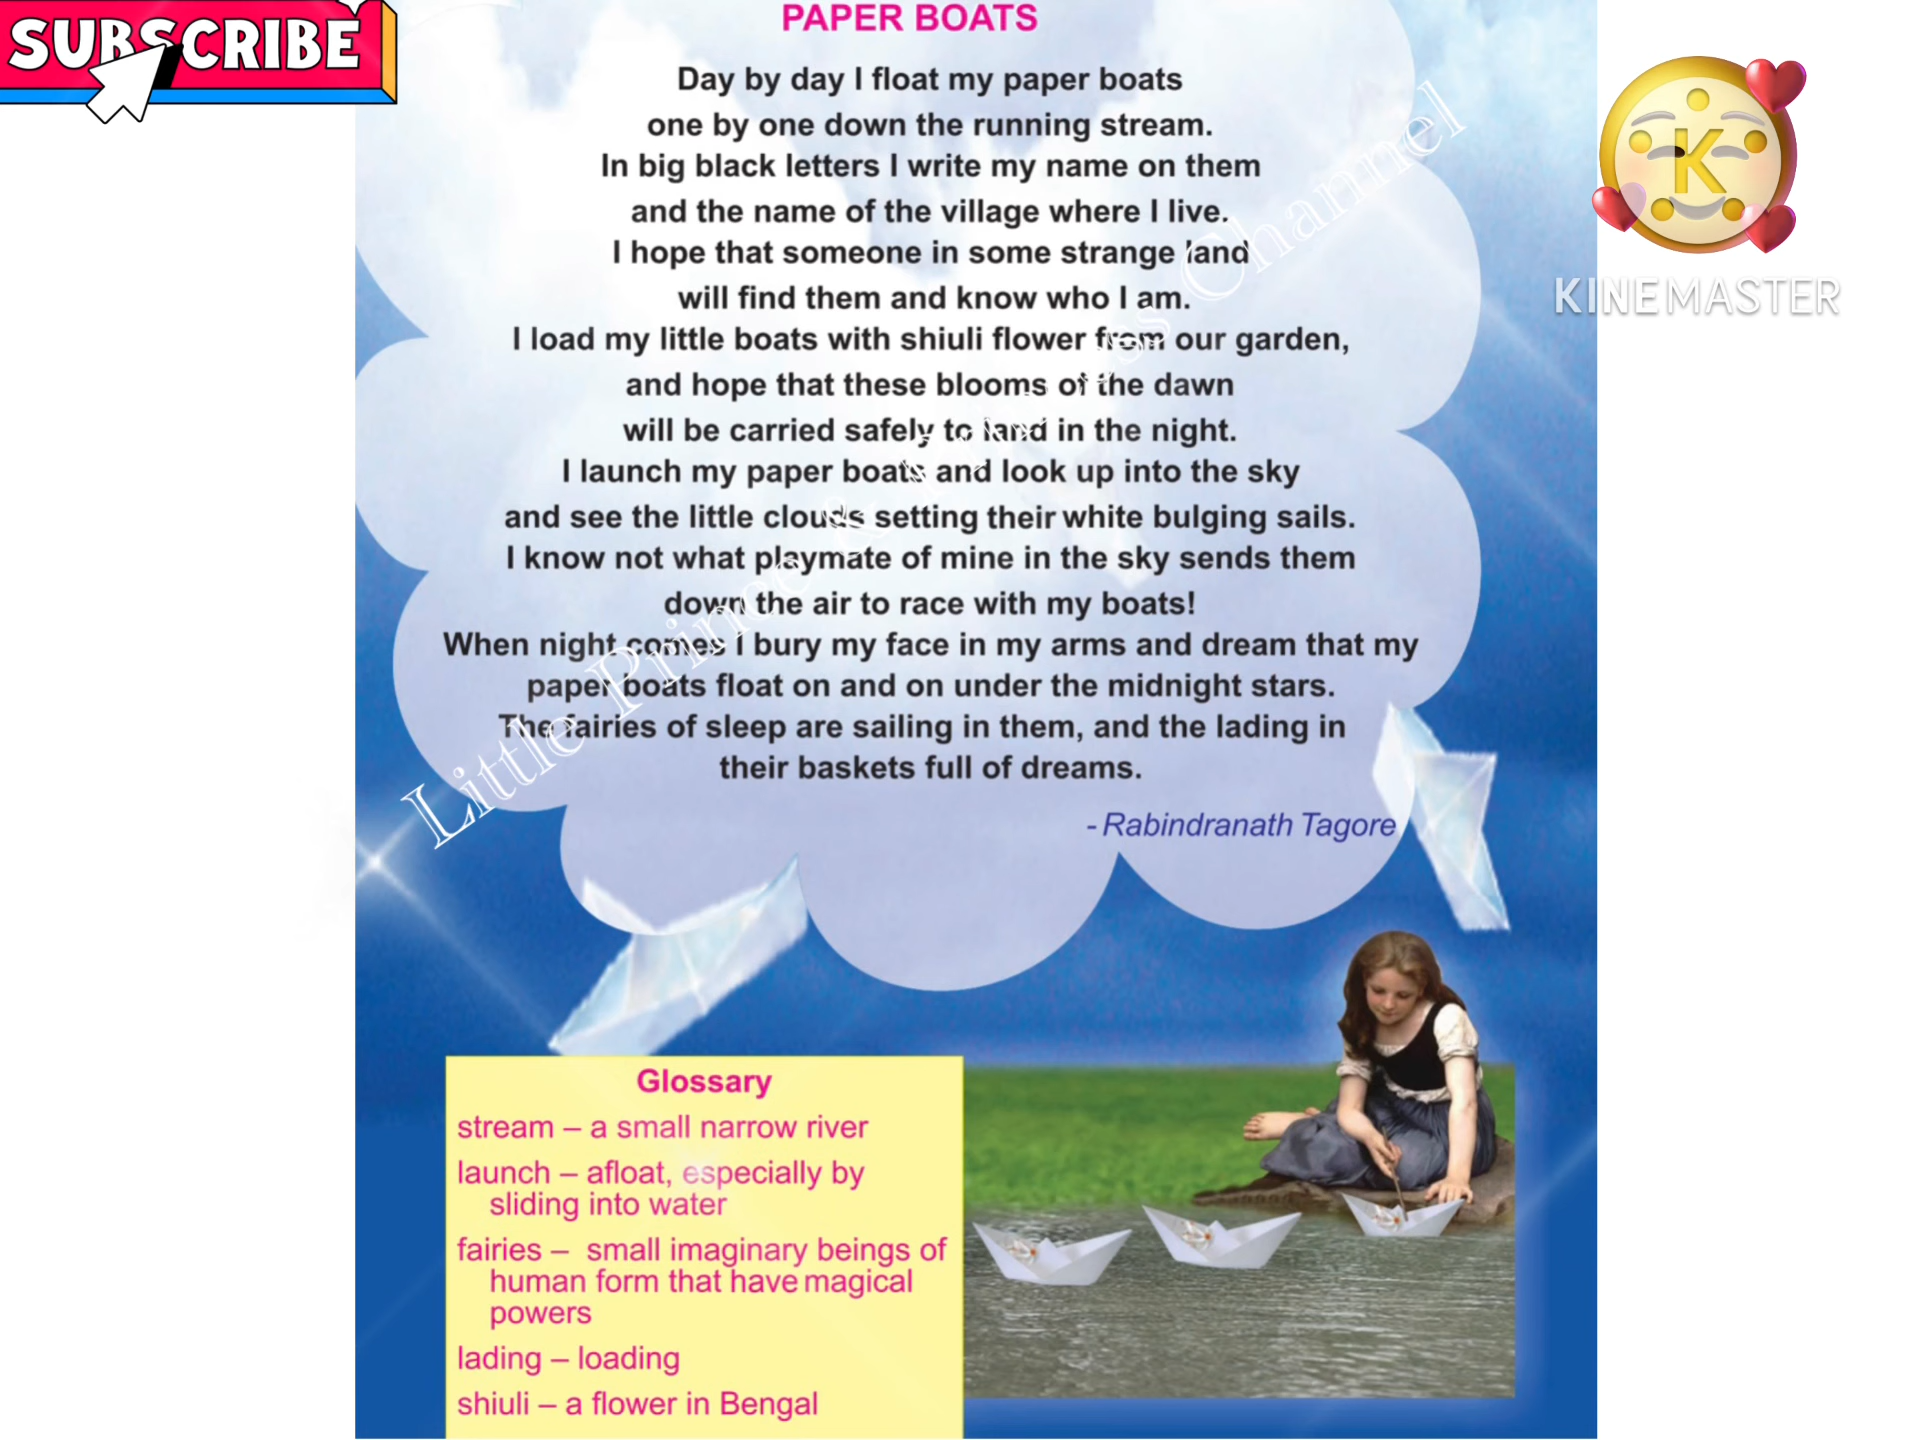 SUBSCRIBE
PAPER BOATS
Day by day I float my paper boats
one by one down the running stream.
In big black letters I write my name on them
and the name of the village where I live.
I hope that someone in some strange land
will find them and know who I am.
I load my little boats with shiuli flower from our garden,
and hope that these blooms of the dawn
will be carried safely to land in the night.
I launch my paper boats and look up into the sky
and see the little clouds setting their white bulging sails.
I know not what playmate of mine in the sky sends them
down the air to race with my boats!
When night comes I bury my face in my arms and dream that my
paper boats float on and on under the midnight stars.
The fairies of sleep are sailing in them, and the lading in
their baskets full of dreams.
- Rabindranath Tagore
Little Prince & Channel
K
KINEMASTER
Glossary
stream – a small narrow river
launch – afloat, especially by
sliding into water
fairies – small imaginary beings of
human form that have magical
powers
lading – loading
shiuli – a flower in Bengal